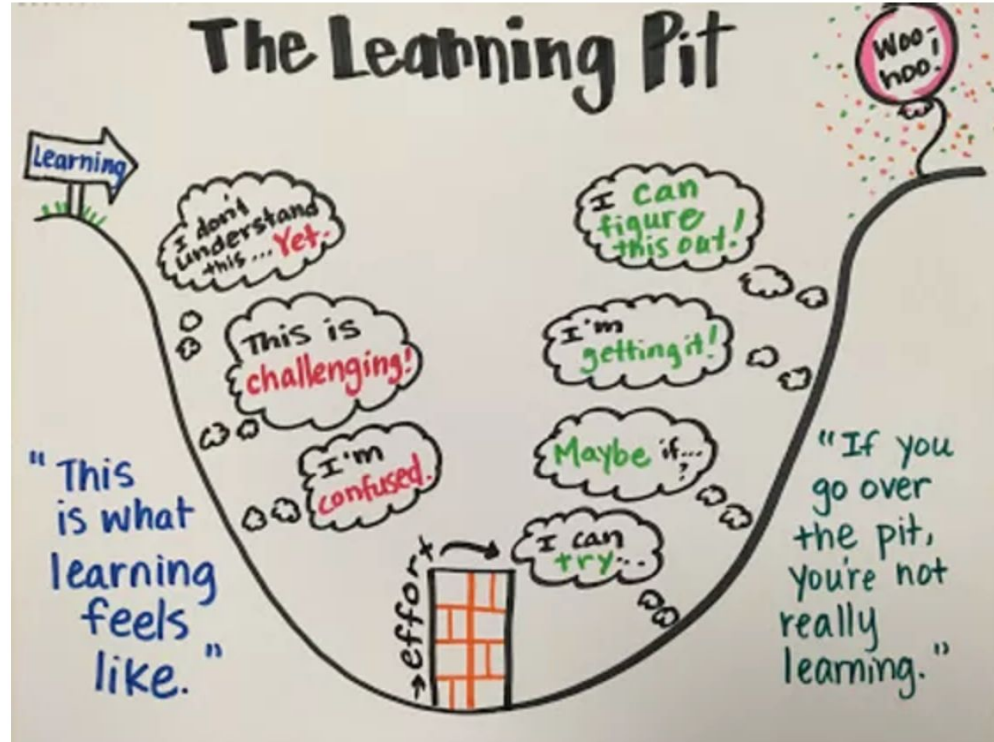 The Learning Pit
Woo-
hoo!
Learning
I don't
understand
this... Yet.
This is
challenging!
I'm
confused.
effort
I can
try...
Maybe if...
?
I'm
getting it!
I can
figure
this out!
"This
is what
learning
feels
like."
"If you
go over
the pit,
you're not
really
learning."